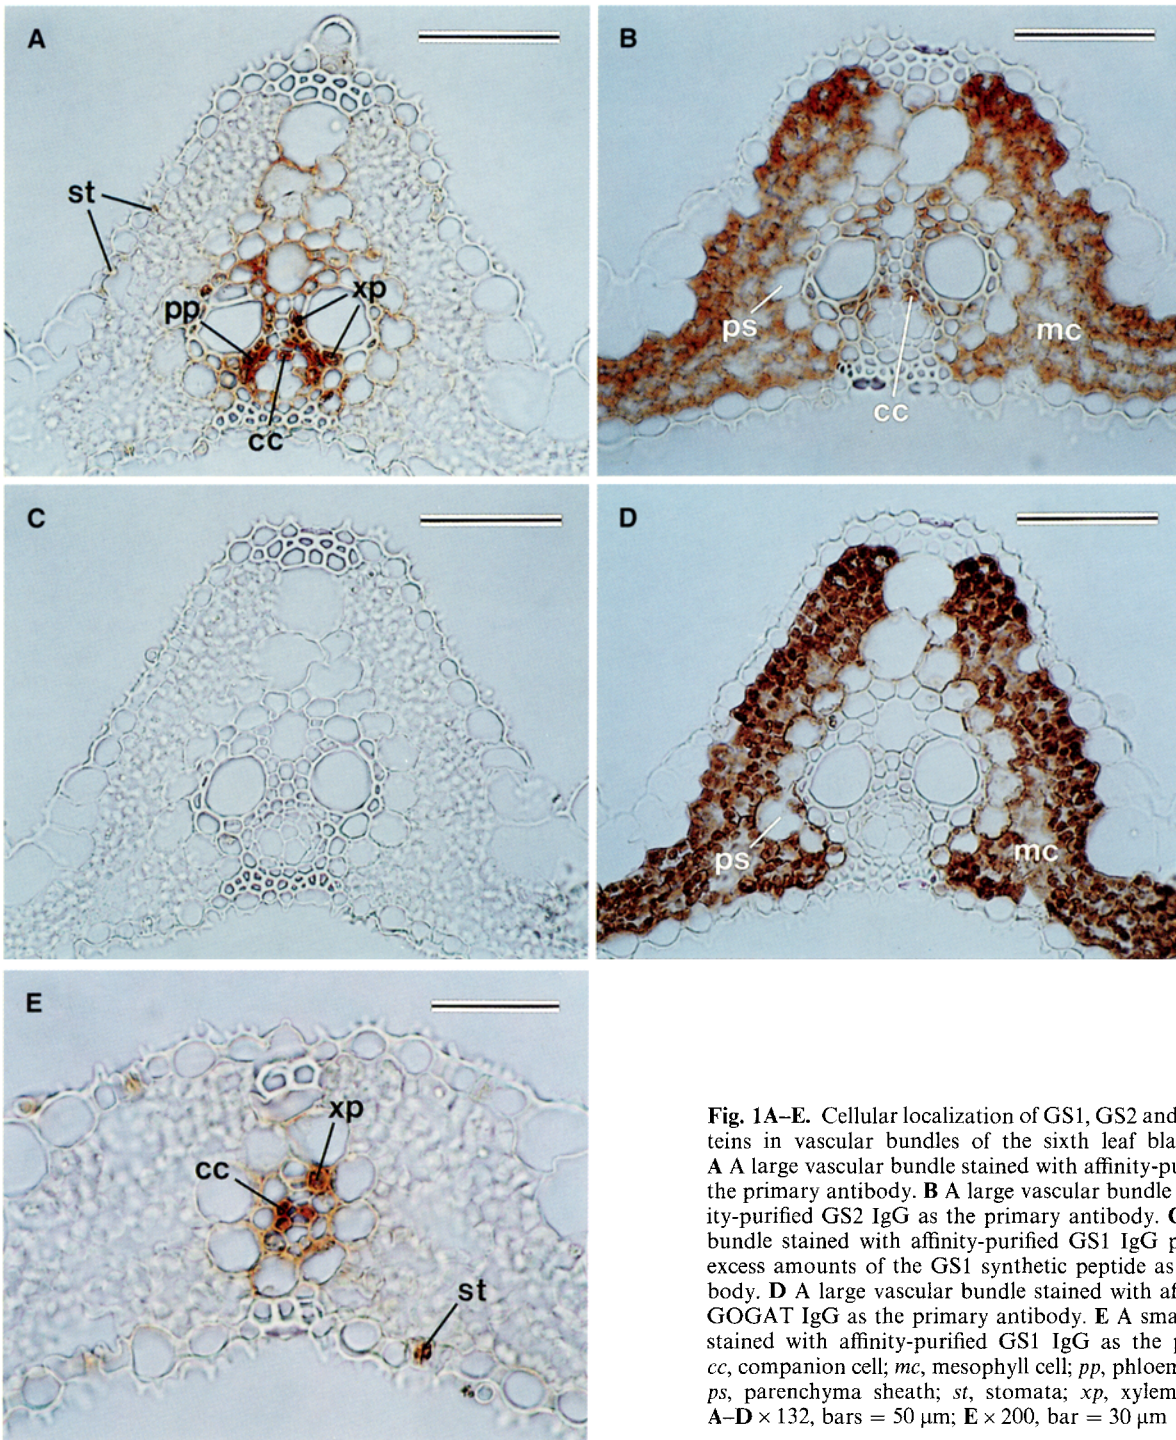 A
st
pp
xp
cc
B
ps
mc
cc
C
D
ps
mc
E
xp
cc
st
Fig. 1A–E. Cellular localization of GS1, GS2 and
teins in vascular bundles of the sixth leaf bla
A A large vascular bundle stained with affinity-pu
the primary antibody. B A large vascular bundle
ity-purified GS2 IgG as the primary antibody. C
bundle stained with affinity-purified GS1 IgG p
excess amounts of the GS1 synthetic peptide as
body. D A large vascular bundle stained with af
GOGAT IgG as the primary antibody. E A sma
stained with affinity-purified GS1 IgG as the p
cc, companion cell; mc, mesophyll cell; pp, phloem
ps, parenchyma sheath; st, stomata; xp, xylem
A–D × 132, bars = 50 μm; E × 200, bar = 30 μm